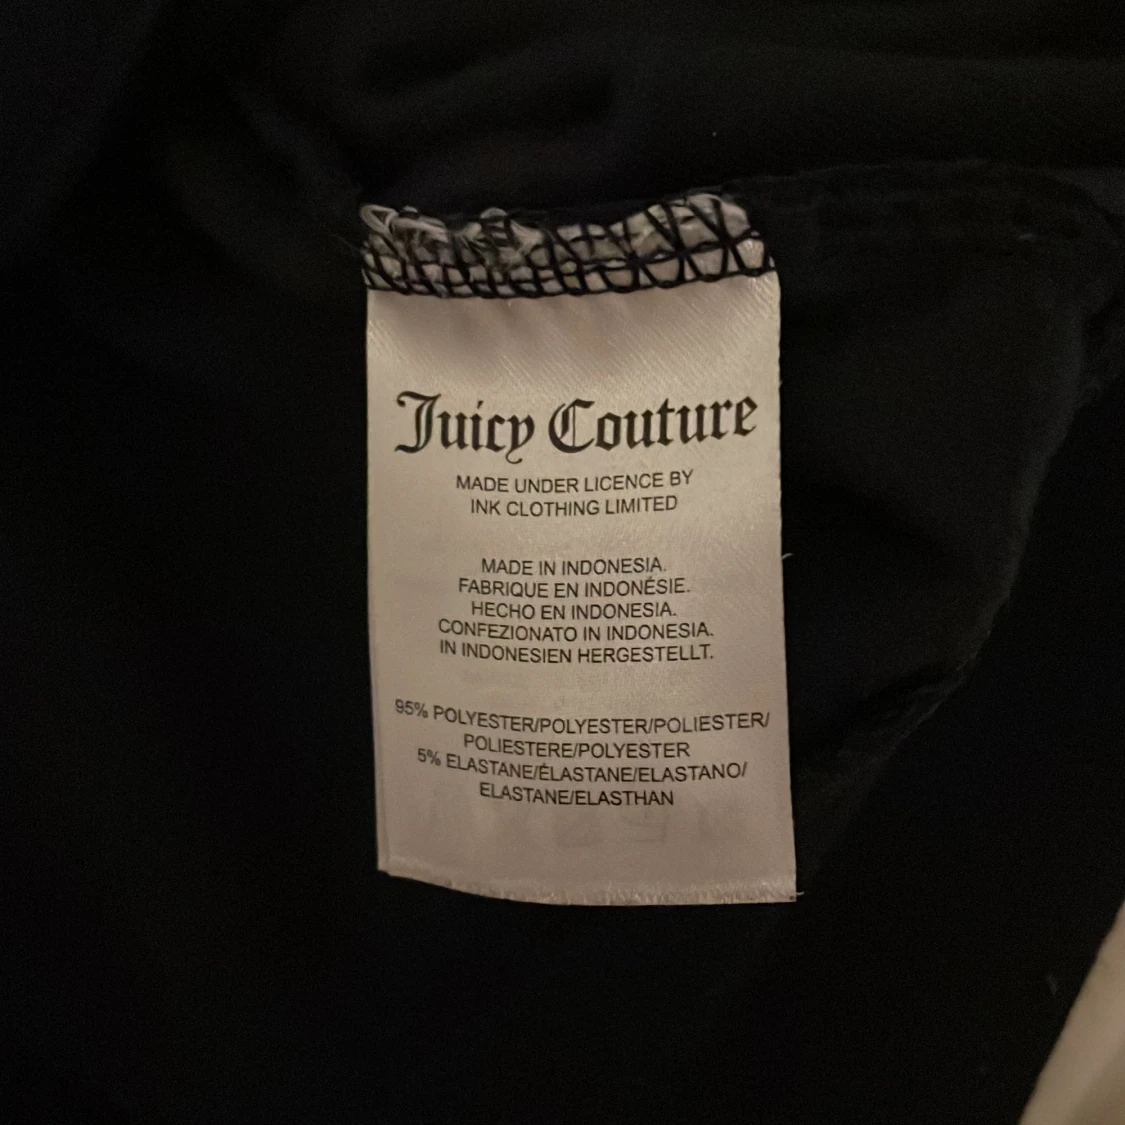 Juicy Couture
MADE UNDER LICENCE BY
INK CLOTHING LIMITED
MADE IN INDONESIA.
FABRIQUE EN INDONÉSIE.
HECHO EN INDONESIA.
CONFEZIONATO IN INDONESIA.
IN INDONESIEN HERGESTELLT.
95% POLYESTER/POLYESTER/POLIESTER/
POLIESTERE/POLYESTER
5% ELASTANE/ÉLASTANE/ELASTANO/
ELASTANE/ELASTHAN